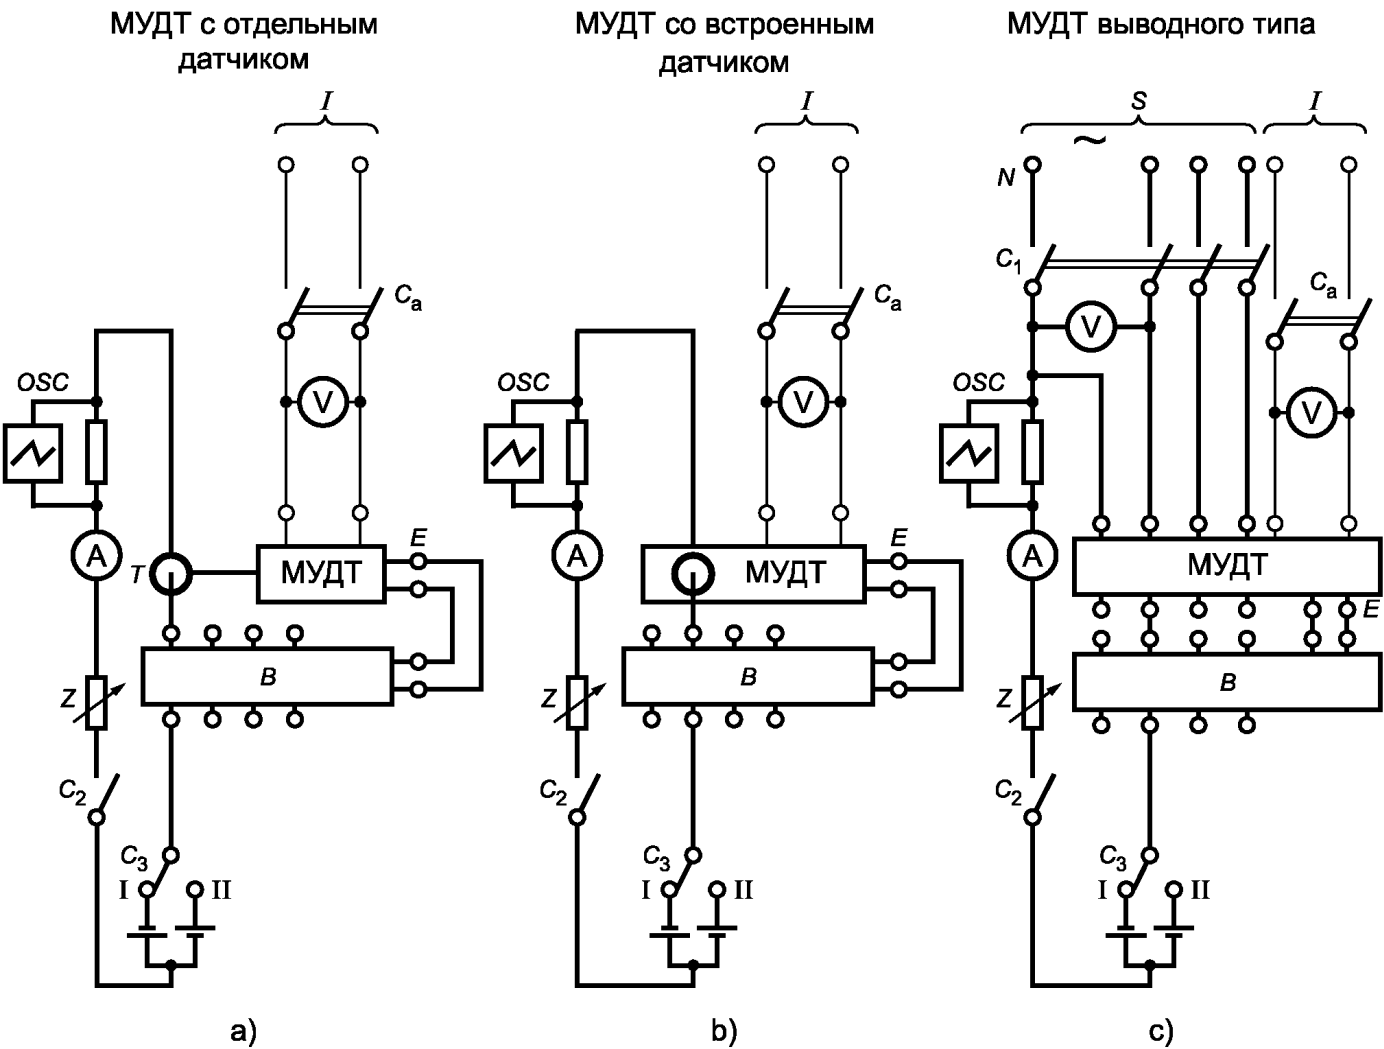 МУДТ с отдельным
датчиком
МУДТ со встроенным
датчиком
МУДТ выводного типа
I
I
S
I
~
N
C1
Ca
Ca
Ca
V
OSC
OSC
OSC
V
V
V
A
T
МУДТ
E
A
МУДТ
E
A
МУДТ
E
B
B
B
Z
Z
Z
C2
C2
C2
C3
C3
C3
I
II
I
II
I
II
a)
b)
c)